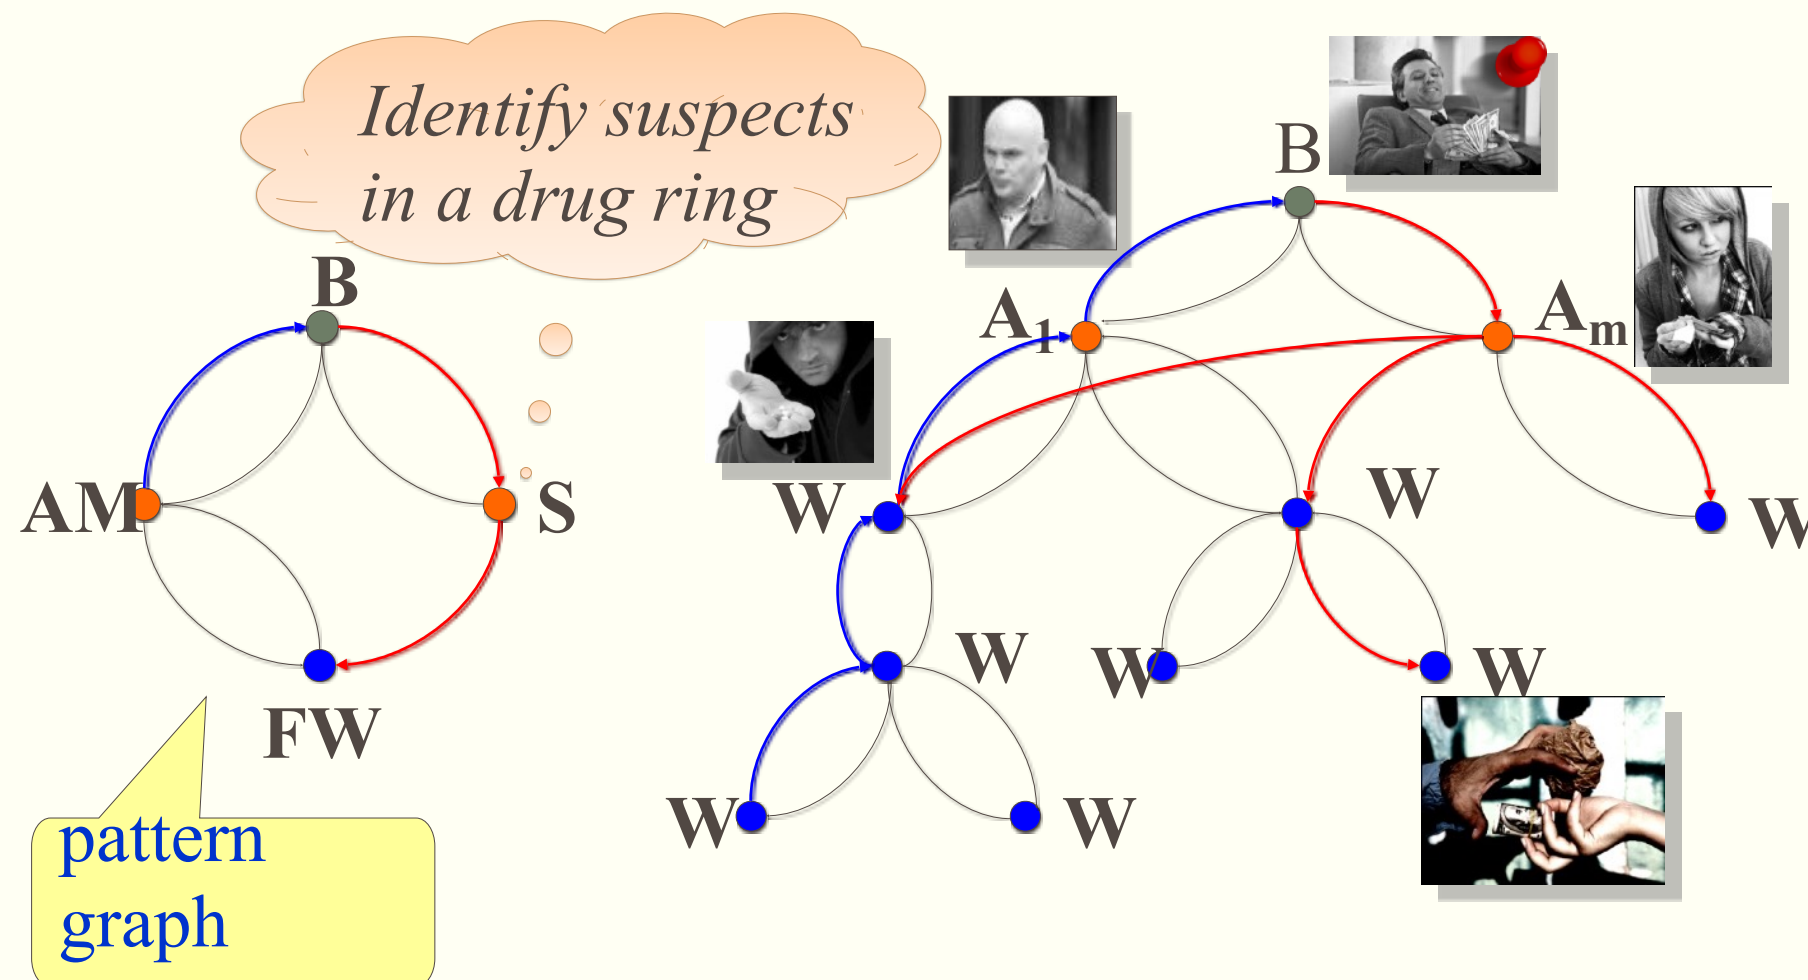 Identify suspects
in a drug ring
B
AM
S
FW
pattern
graph
B
A1
Am
W
W
W
W
W
W
W
W